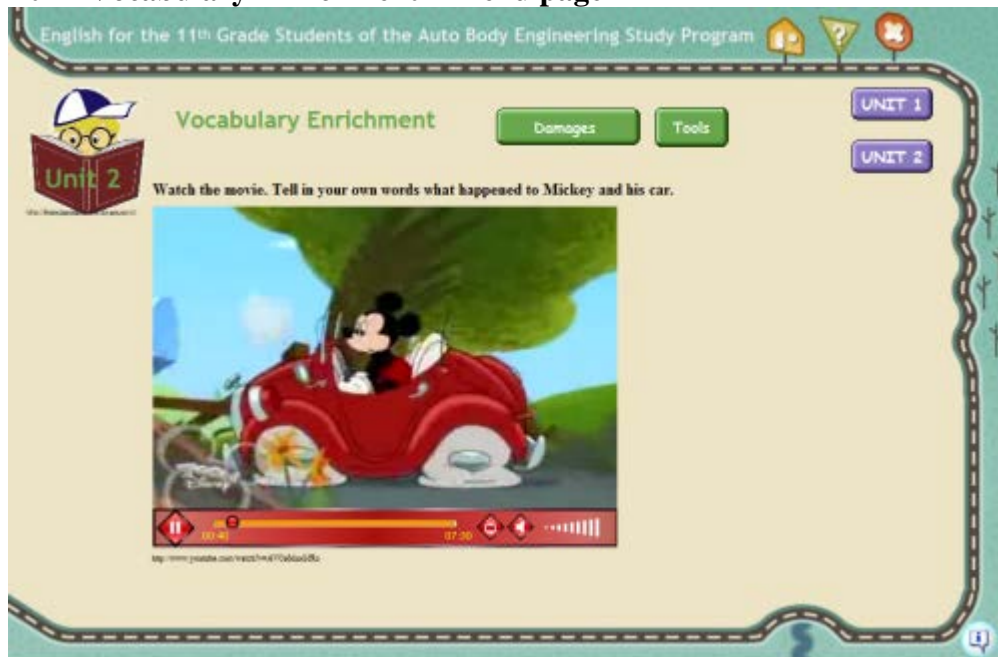 English for the 11th Grade Students of the Auto Body Engineering Study Program
?
Vocabulary Enrichment
Damages
Tools
UNIT 1
UNIT 2
Unit 2
Watch the movie. Tell in your own words what happened to Mickey and his car.
Disney
00:40
07:00